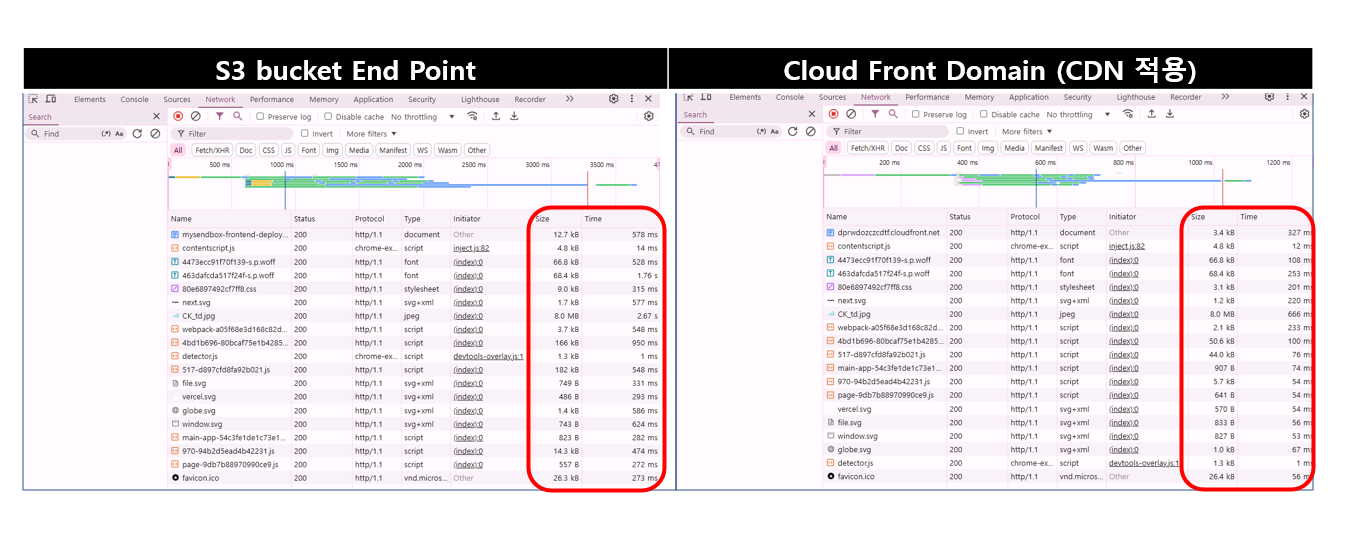 S3 bucket End Point
Elements Console Sources Network Performance Memory Application Security Lighthouse Recorder
Search
Preserve log Disable cache No throttling
Find (.*) Aa
Filter Invert More filters
All Fetch/XHR Doc CSS JS Font Img Media Manifest WS Wasm Other
500 ms 1000 ms 1500 ms 2000 ms 2500 ms 3000 ms 3500 ms
Name Status Protocol Type Initiator Size Time
mysendbox-frontend-deploy... 200 http/1.1 document Other 12.7 kB 578 ms
contentscript.js 200 chrome-ex... script inject.js:82 4.8 kB 14 ms
4473ecc91f70f139-s.p.woff 200 http/1.1 font (index):0 66.8 kB 528 ms
463dafcda517f24f-s.p.woff 200 http/1.1 font (index):0 68.4 kB 1.76 s
80e6897492cf7ff8.css 200 http/1.1 stylesheet (index):0 9.0 kB 315 ms
next.svg 200 http/1.1 svg+xml (index):0 1.7 kB 577 ms
CK_td.jpg 200 http/1.1 jpeg (index):0 8.0 MB 2.67 s
webpack-a05f68e3d168c82d... 200 http/1.1 script (index):0 3.7 kB 548 ms
4bd1b696-80bcaf75e1b4285... 200 http/1.1 script (index):0 166 kB 950 ms
detector.js 200 chrome-ex... script devtools-overlay.js:1 1.3 kB 1 ms
517-d897cfd8fa92b021.js 200 http/1.1 script (index):0 182 kB 548 ms
file.svg 200 http/1.1 svg+xml (index):0 749 B 331 ms
vercel.svg 200 http/1.1 svg+xml (index):0 486 B 293 ms
globe.svg 200 http/1.1 svg+xml (index):0 1.4 kB 586 ms
window.svg 200 http/1.1 svg+xml (index):0 743 B 624 ms
main-app-54c3fe1de1c73e1... 200 http/1.1 script (index):0 823 B 282 ms
970-94b2d5ead4b42231.js 200 http/1.1 script (index):0 14.3 kB 474 ms
page-9db7b88970990ce9.js 200 http/1.1 script (index):0 557 B 272 ms
favicon.ico 200 http/1.1 vnd.micros... Other 26.3 kB 273 ms
Cloud Front Domain (CDN 적용)
Elements Console Sources Network Performance Memory Application Security Lighthouse Recorder
Search
Preserve log Disable cache No throttling
Find (.*) Aa
Filter Invert More filters
All Fetch/XHR Doc CSS JS Font Img Media Manifest WS Wasm Other
200 ms 400 ms 600 ms 800 ms 1000 ms 1200 ms
Name Status Protocol Type Initiator Size Time
dprwdozczdtf.cloudfront.net 200 http/1.1 document Other 3.4 kB 327 ms
contentscript.js 200 chrome-ex... script inject.js:82 4.8 kB 12 ms
4473ecc91f70f139-s.p.woff 200 http/1.1 font (index):0 66.8 kB 108 ms
463dafcda517f24f-s.p.woff 200 http/1.1 font (index):0 68.4 kB 253 ms
80e6897492cf7ff8.css 200 http/1.1 stylesheet (index):0 3.1 kB 201 ms
next.svg 200 http/1.1 svg+xml (index):0 1.2 kB 220 ms
CK_td.jpg 200 http/1.1 jpeg (index):0 8.0 MB 666 ms
webpack-a05f68e3d168c82d... 200 http/1.1 script (index):0 2.1 kB 233 ms
4bd1b696-80bcaf75e1b4285... 200 http/1.1 script (index):0 50.6 kB 100 ms
517-d897cfd8fa92b021.js 200 http/1.1 script (index):0 44.0 kB 76 ms
main-app-54c3fe1de1c73e1... 200 http/1.1 script (index):0 907 B 74 ms
970-94b2d5ead4b42231.js 200 http/1.1 script (index):0 5.7 kB 54 ms
page-9db7b88970990ce9.js 200 http/1.1 script (index):0 641 B 54 ms
vercel.svg 200 http/1.1 svg+xml (index):0 570 B 54 ms
file.svg 200 http/1.1 svg+xml (index):0 833 B 56 ms
window.svg 200 http/1.1 svg+xml (index):0 827 B 53 ms
globe.svg 200 http/1.1 svg+xml (index):0 1.0 kB 67 ms
detector.js 200 chrome-ex... script devtools-overlay.js:1 1.3 kB 1 ms
favicon.ico 200 http/1.1 vnd.micros... Other 26.4 kB 56 ms